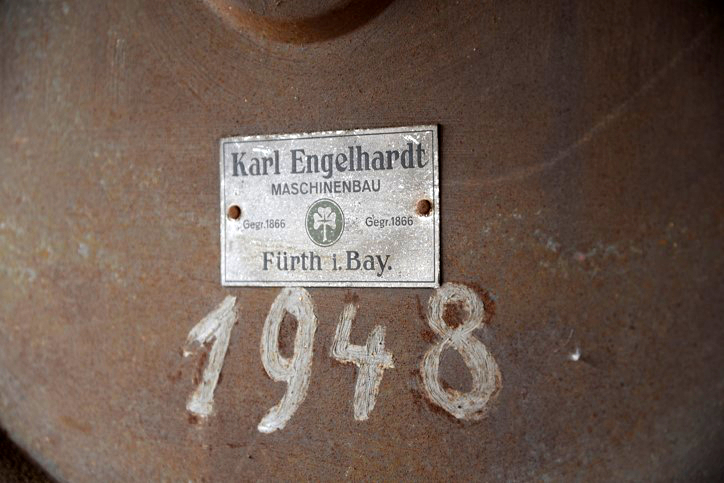 Karl Engelhardt
MASCHINENBAU
Gegr.1866 Gegr.1866
Fürth i. Bay.
1948